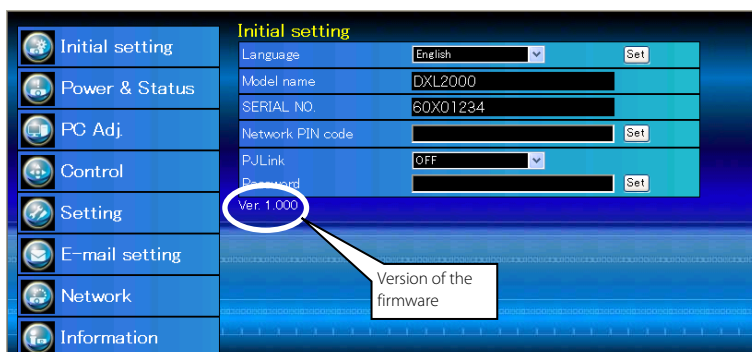 Initial setting
Power & Status
PC Adj.
Control
Setting
E-mail setting
Network
Information
Initial setting
Language English Set
Model name DXL2000
SERIAL NO. 60X01234
Network PIN code Set
PJLink OFF
Password Set
Ver. 1.000
Version of the
firmware